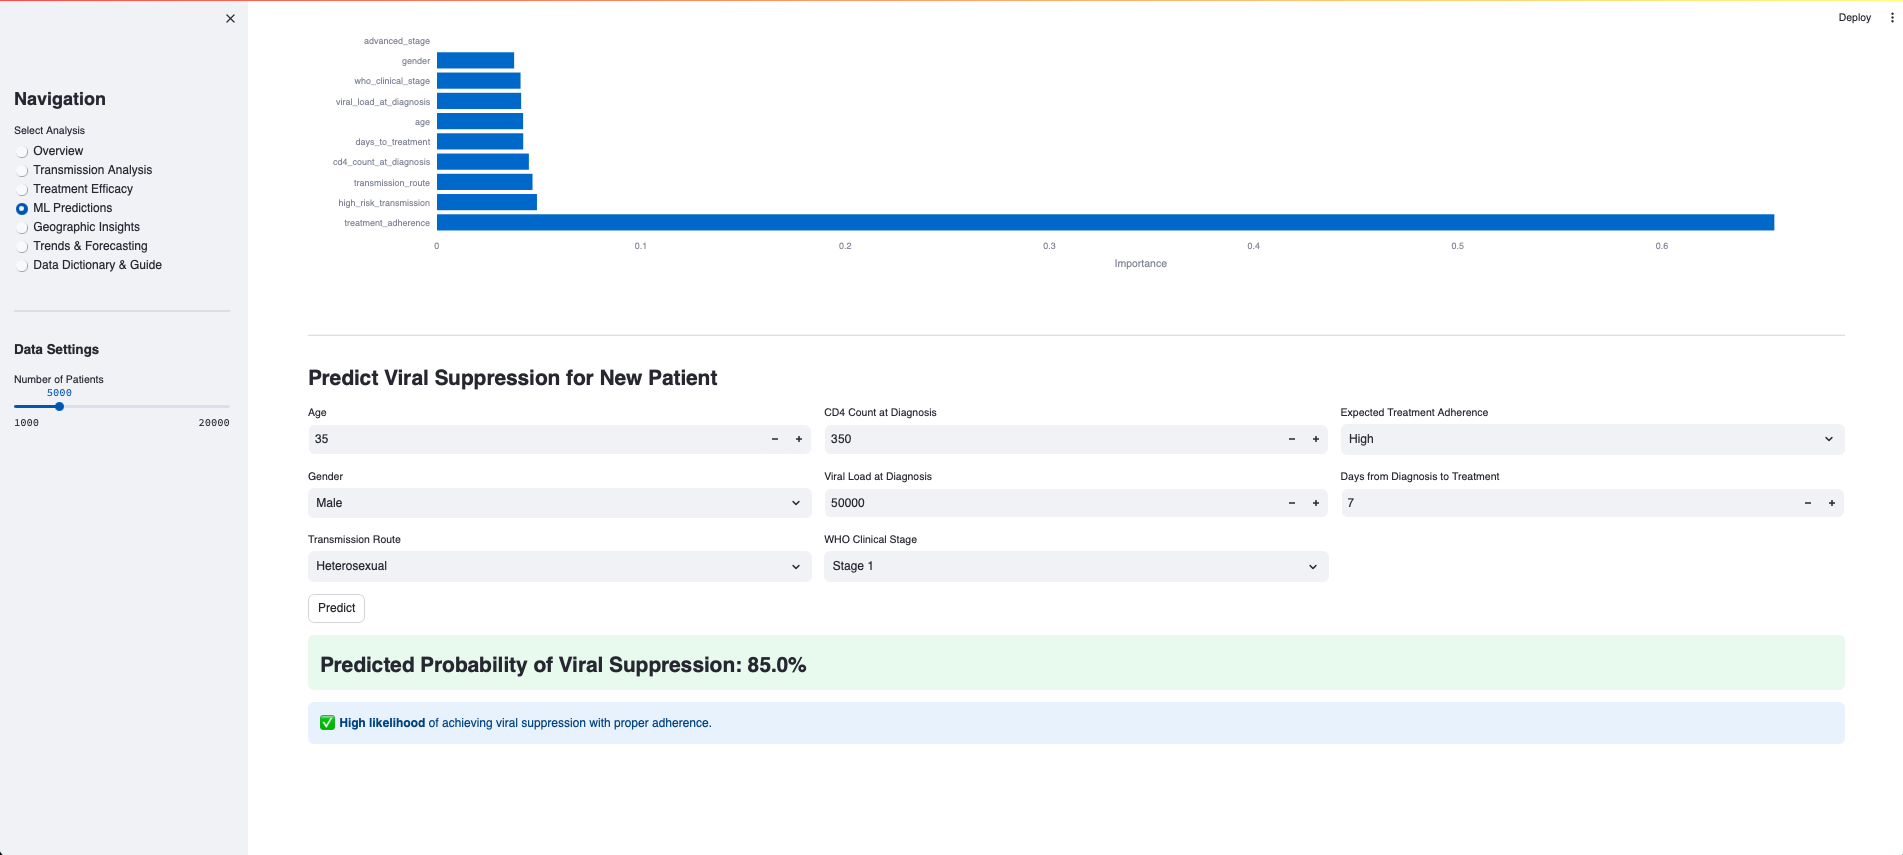 Deploy
Navigation
Select Analysis
Overview
Transmission Analysis
Treatment Efficacy
ML Predictions
Geographic Insights
Trends & Forecasting
Data Dictionary & Guide
Data Settings
Number of Patients
5000
1000 20000
advanced_stage
gender
who_clinical_stage
viral_load_at_diagnosis
age
days_to_treatment
cd4_count_at_diagnosis
transmission_route
high_risk_transmission
treatment_adherence
0 0.1 0.2 0.3 0.4 0.5 0.6
Importance
Predict Viral Suppression for New Patient
Age CD4 Count at Diagnosis Expected Treatment Adherence
35 − + 350 − + High
Gender Viral Load at Diagnosis Days from Diagnosis to Treatment
Male 50000 − + 7 − +
Transmission Route WHO Clinical Stage
Heterosexual Stage 1
Predict
Predicted Probability of Viral Suppression: 85.0%
✅ High likelihood of achieving viral suppression with proper adherence.